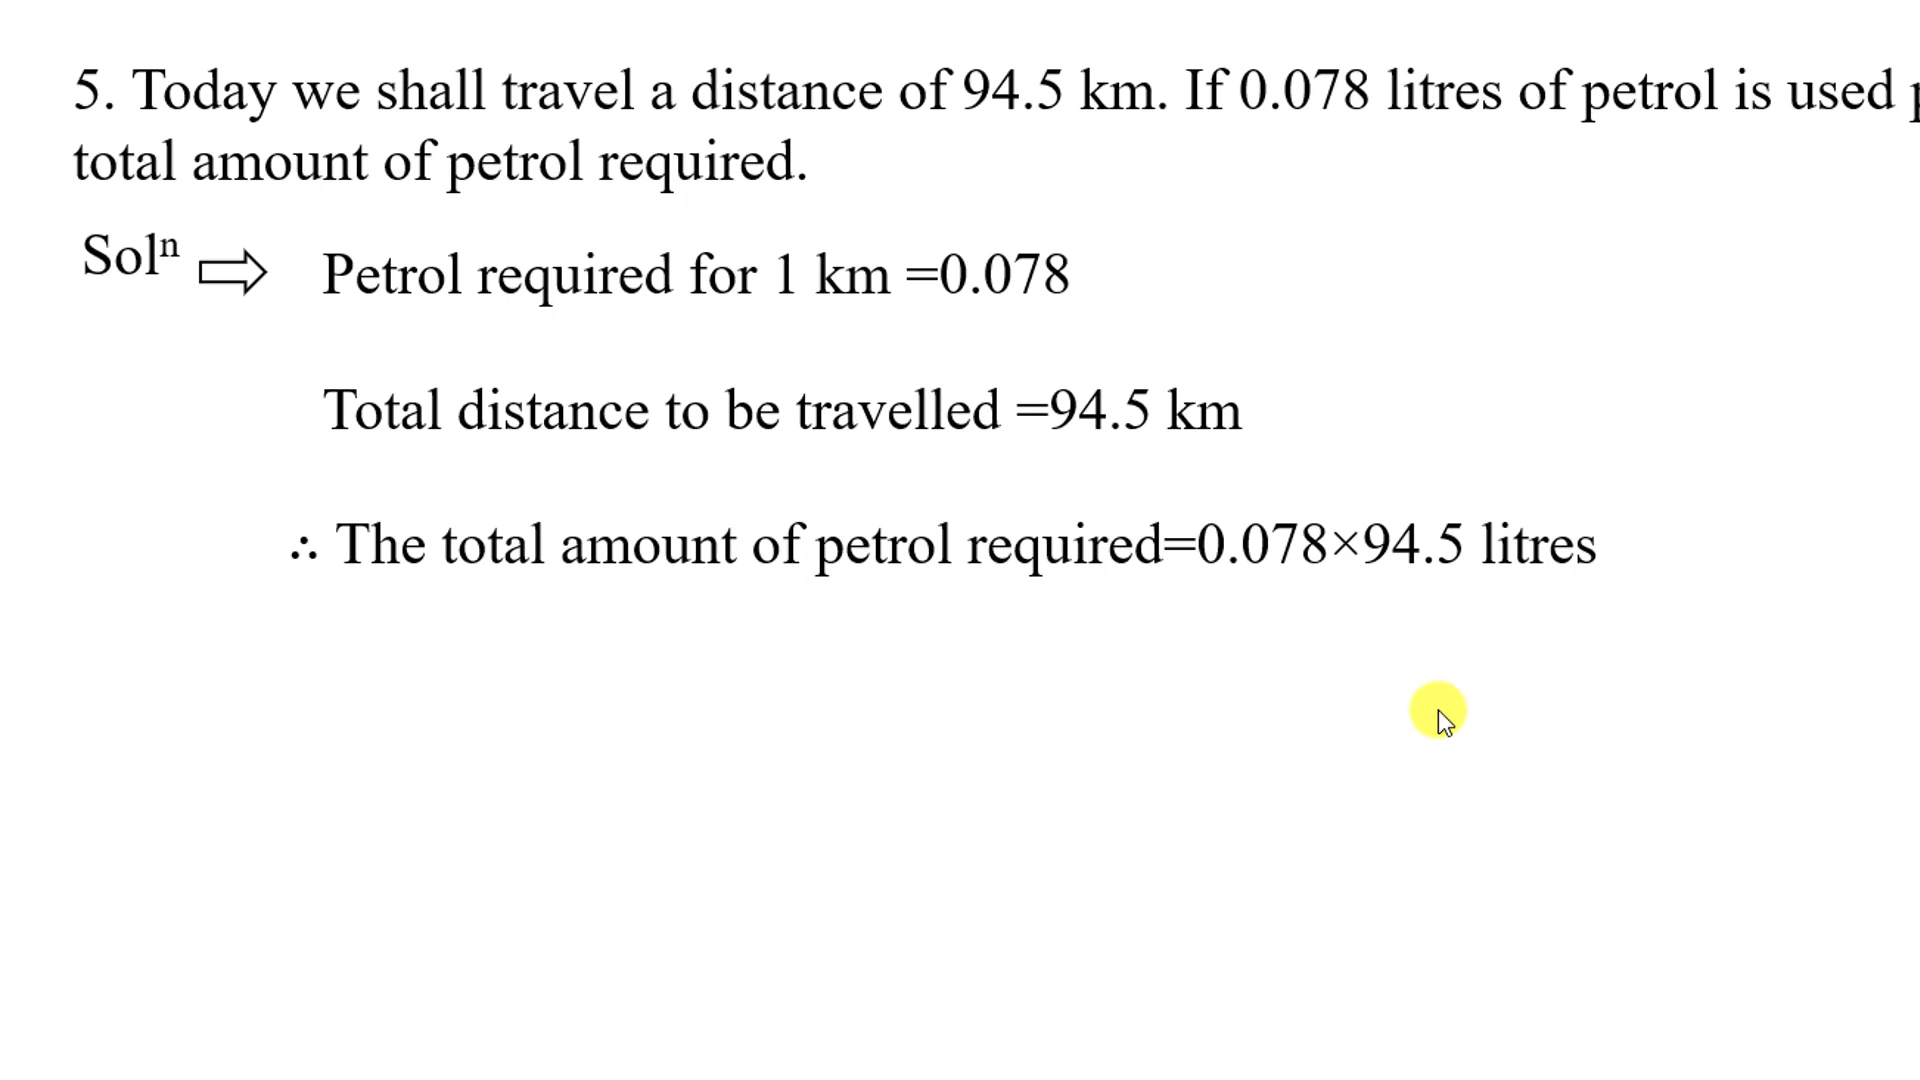 5. Today we shall travel a distance of 94.5 km. If 0.078 litres of petrol is used
total amount of petrol required.
Solⁿ ⇨ Petrol required for 1 km =0.078
Total distance to be travelled =94.5 km
∴ The total amount of petrol required=0.078×94.5 litres